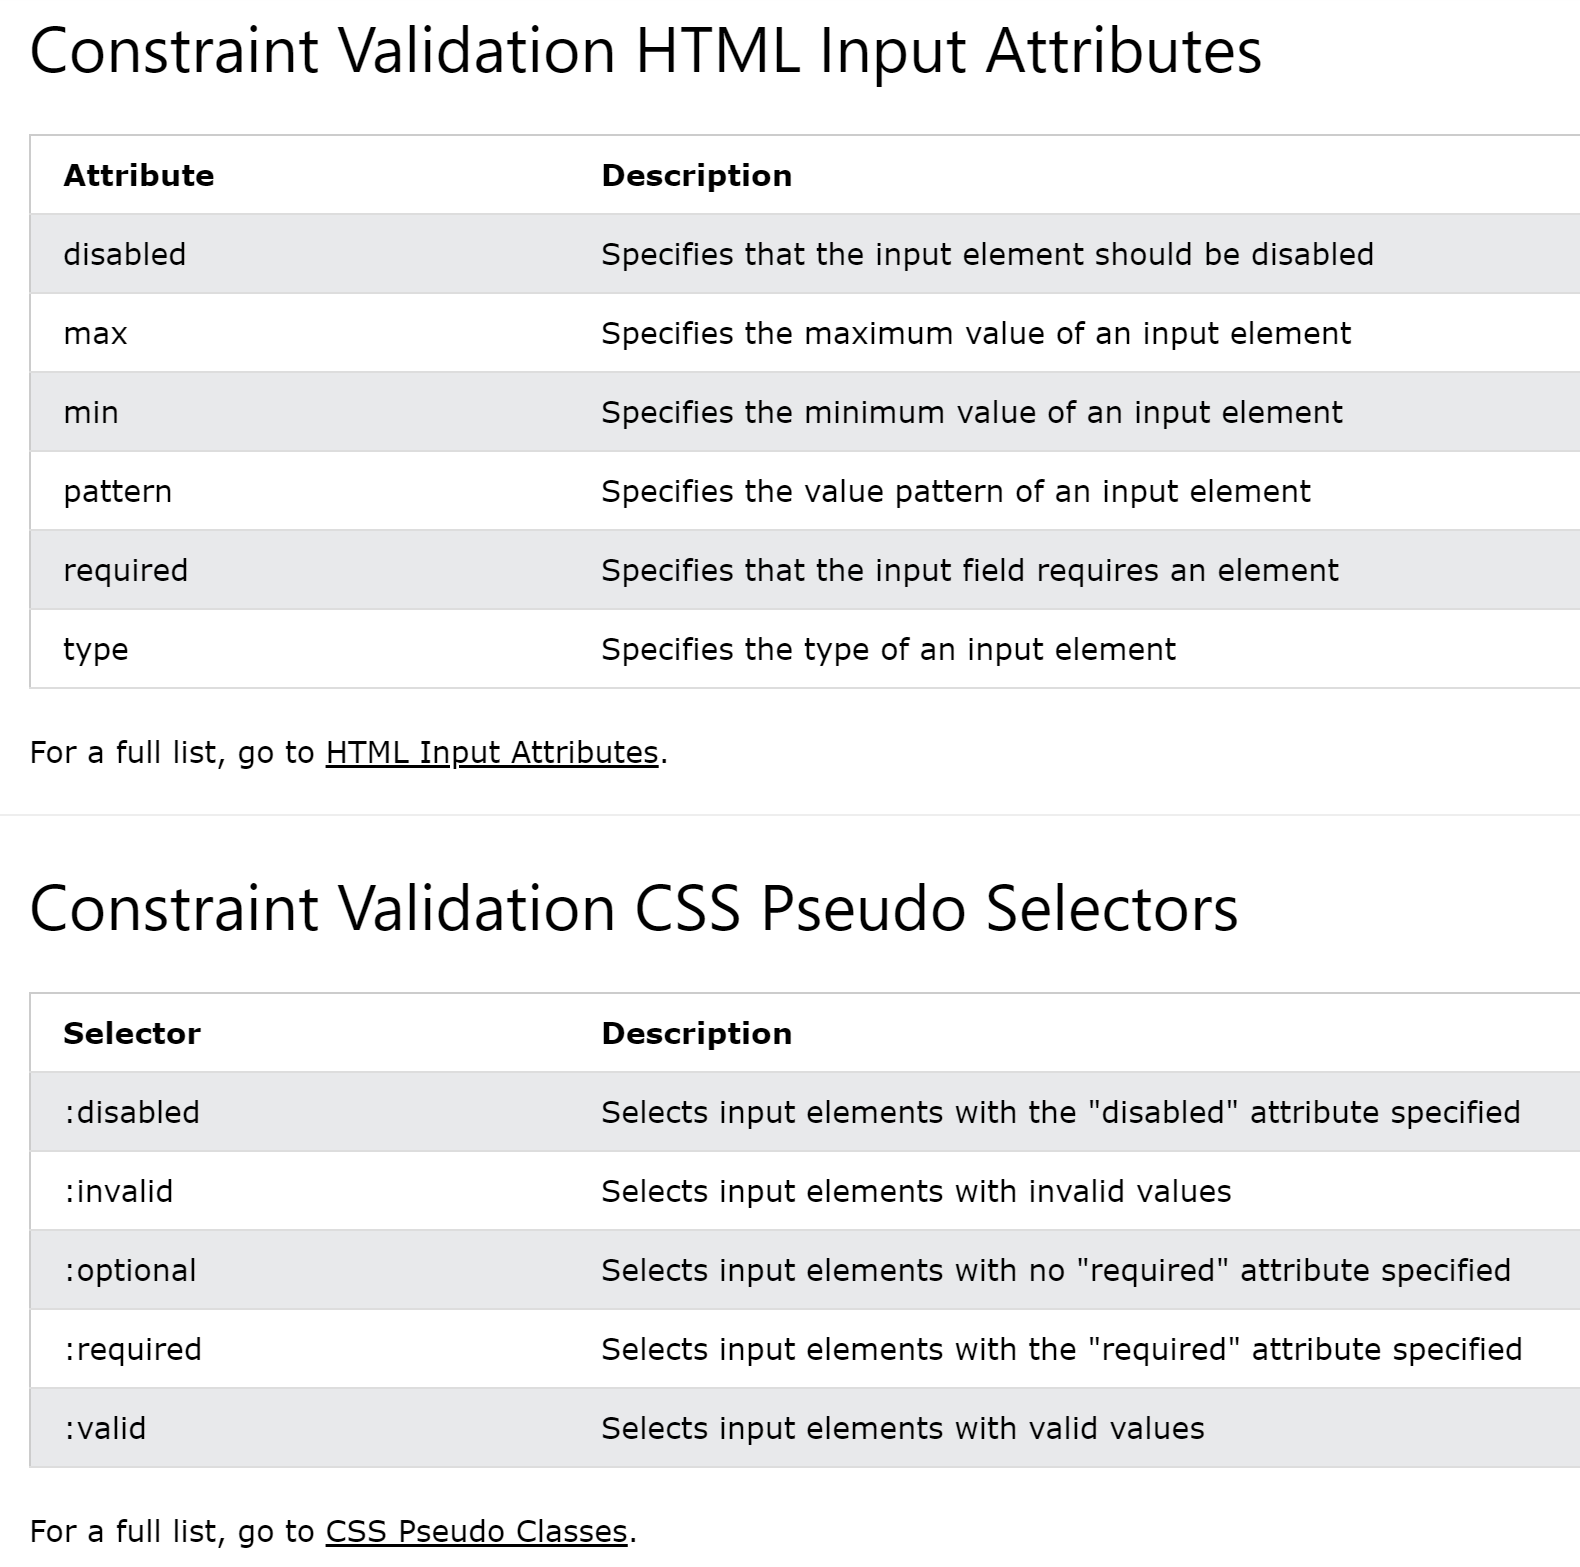 Constraint Validation HTML Input Attributes
Attribute Description
disabled Specifies that the input element should be disabled
max Specifies the maximum value of an input element
min Specifies the minimum value of an input element
pattern Specifies the value pattern of an input element
required Specifies that the input field requires an element
type Specifies the type of an input element
For a full list, go to HTML Input Attributes.
Constraint Validation CSS Pseudo Selectors
Selector Description
:disabled Selects input elements with the "disabled" attribute specified
:invalid Selects input elements with invalid values
:optional Selects input elements with no "required" attribute specified
:required Selects input elements with the "required" attribute specified
:valid Selects input elements with valid values
For a full list, go to CSS Pseudo Classes.